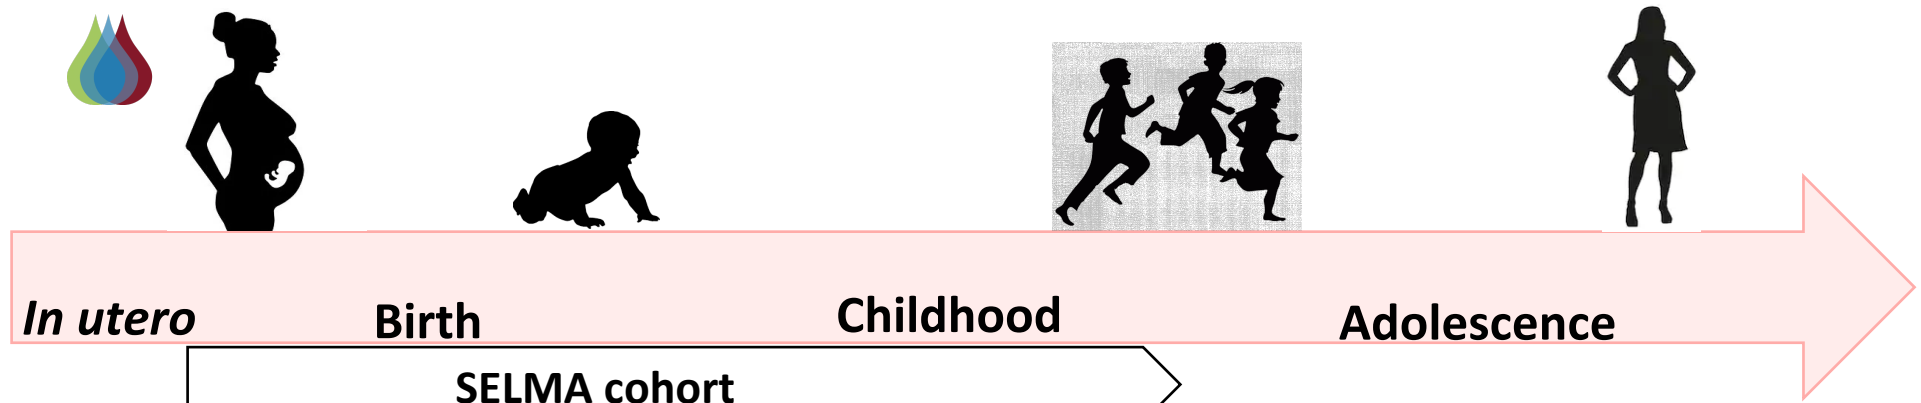 In utero
Birth
Childhood
Adolescence
SELMA cohort